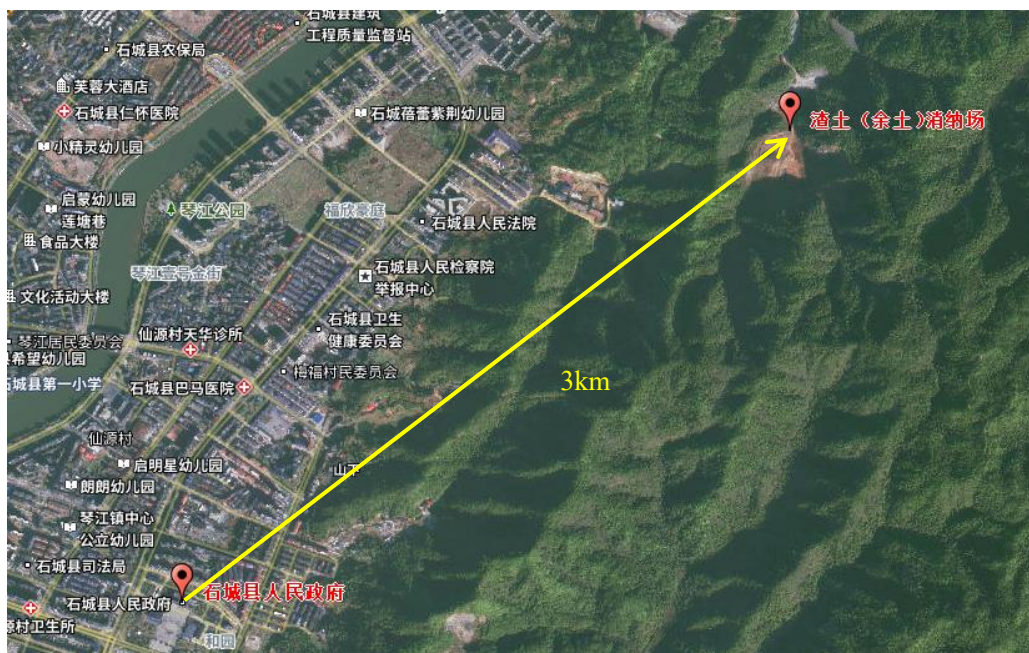 石城县建筑
工程质量监督站
石城县农保局
芙蓉大酒店
石城县仁怀医院
石城蓓蕾紫荆幼儿园
渣土（余土）消纳场
小精灵幼儿园
启蒙幼儿园
莲塘巷
琴江公园
福欣豪庭
石城县人民法院
食品大楼
琴江壹号金街
石城县人民检察院
举报中心
文化活动大楼
石城县卫生
健康委员会
仙源村天华诊所
琴江居民委员会
希望幼儿园
梅福村民委员会
3km
石城县第一小学
石城县巴马医院
仙源村
启明星幼儿园
山下
朗朗幼儿园
琴江镇中心
公立幼儿园
石城县司法局
石城县人民政府
石城县人民政府
源村卫生所
和园